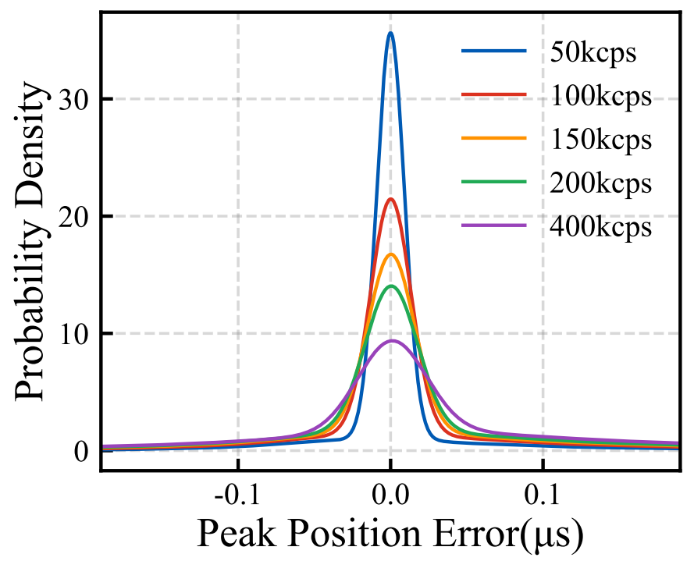 Probability Density
30
20
10
0
50kcps
100kcps
150kcps
200kcps
400kcps
-0.1
0.0
0.1
Peak Position Error(μs)